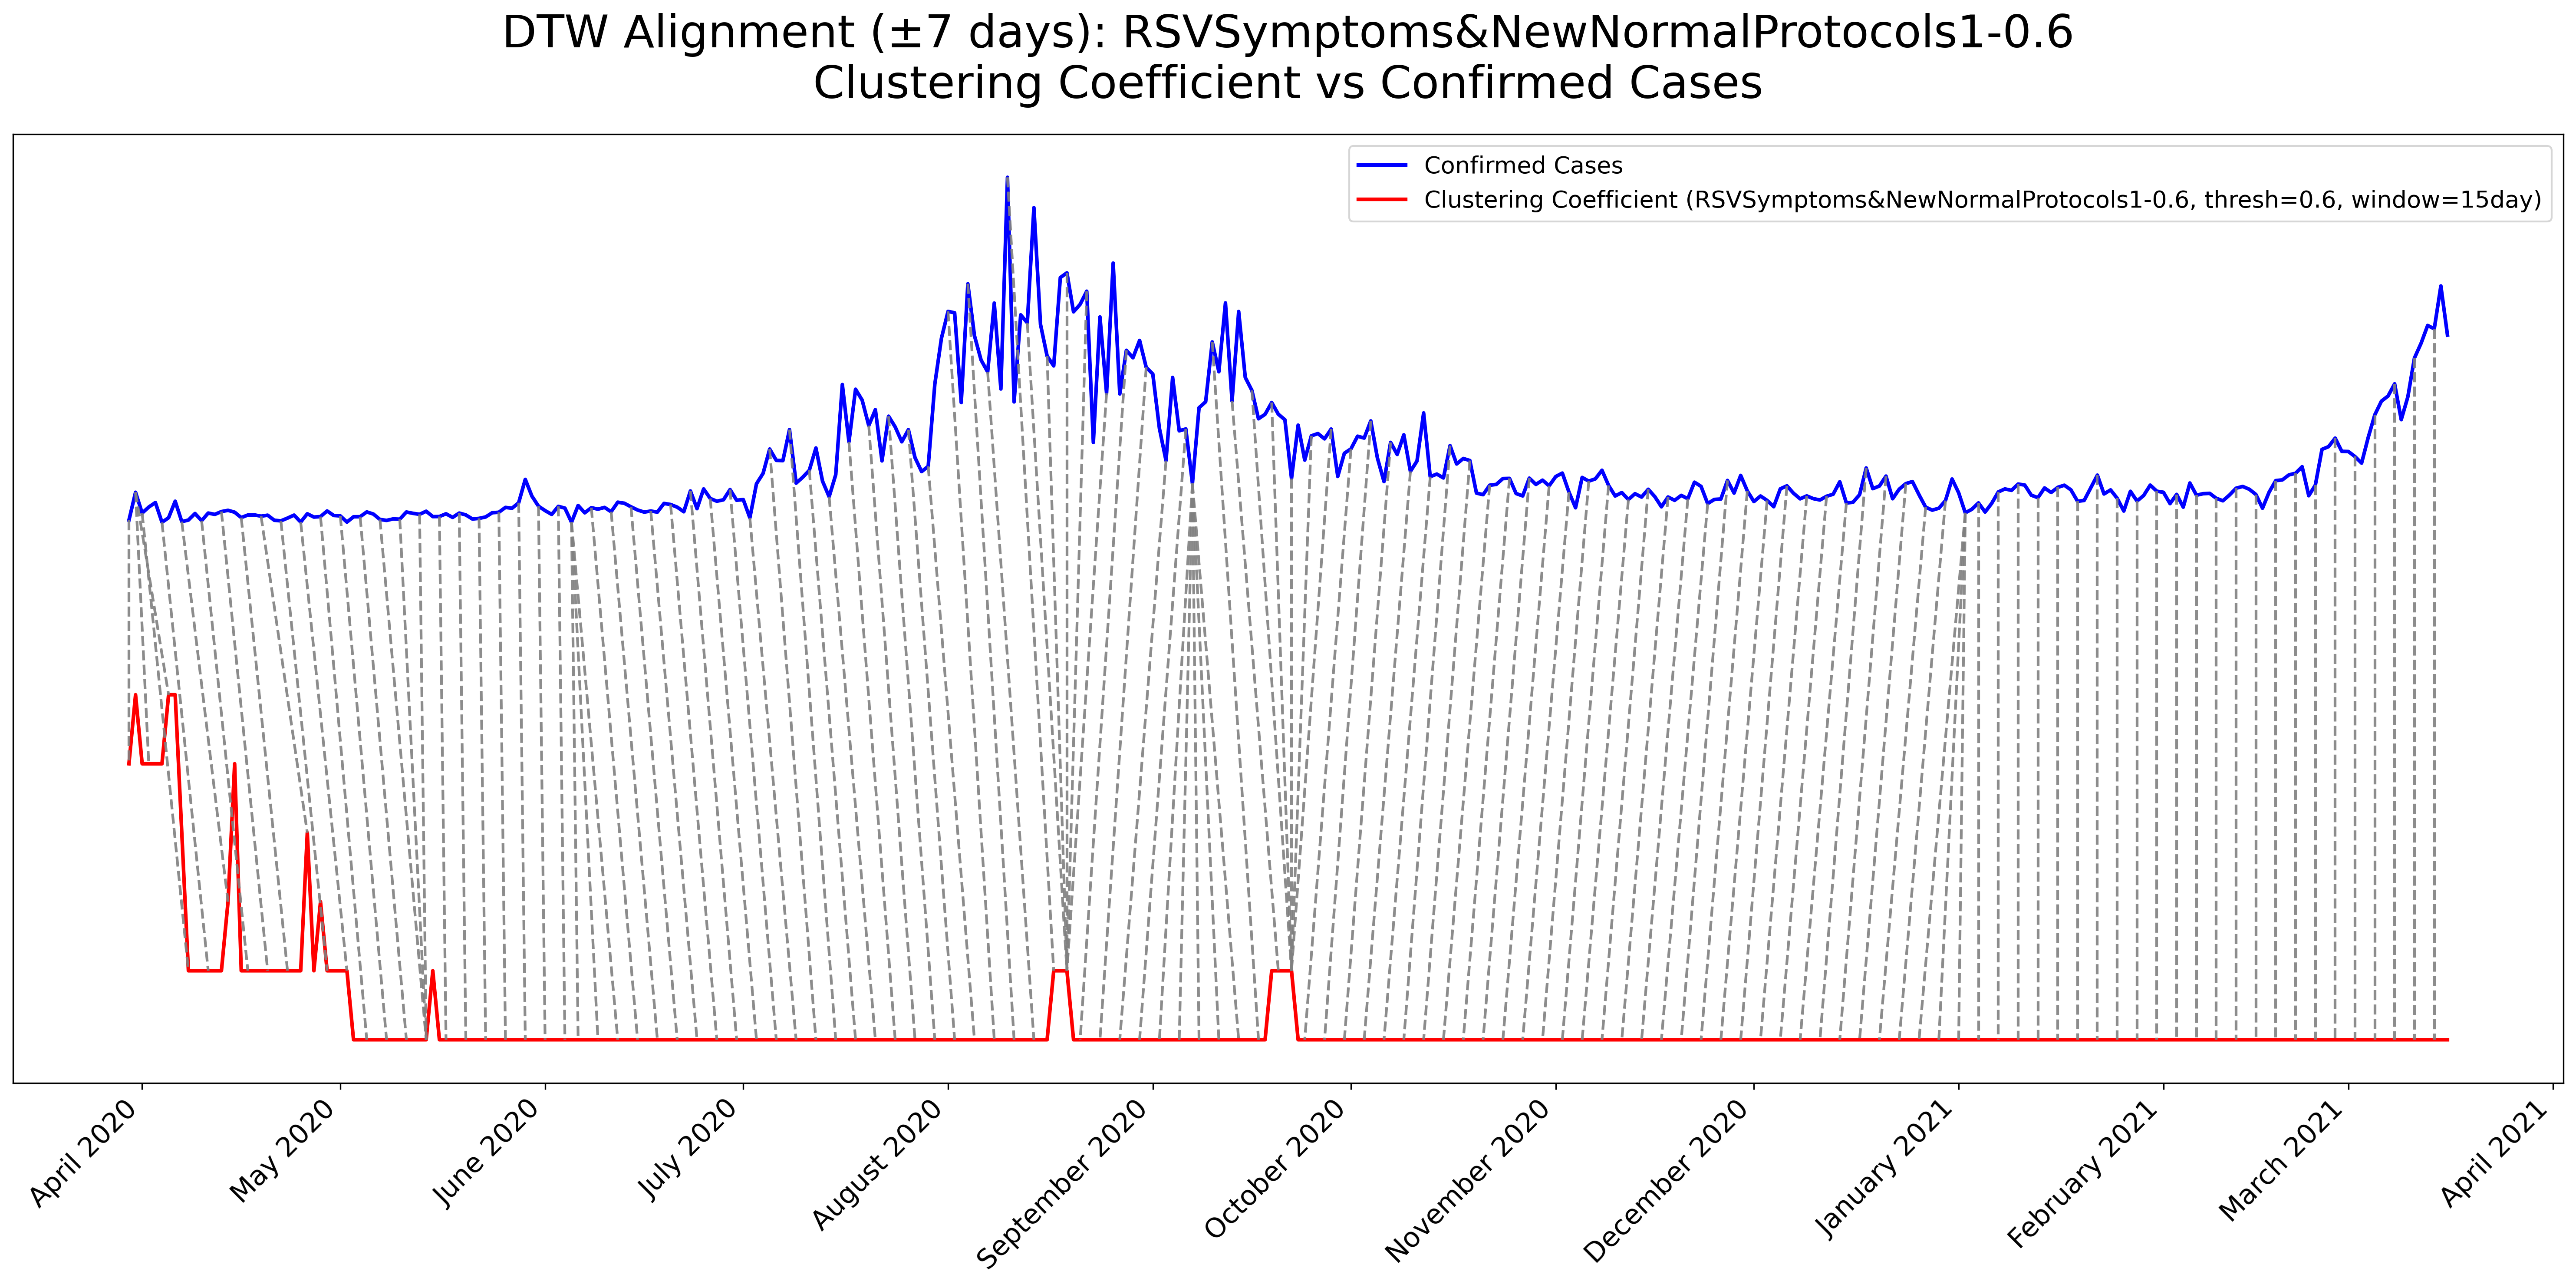 DTW Alignment (±7 days): RSVSymptoms&NewNormalProtocols1-0.6
Clustering Coefficient vs Confirmed Cases
Confirmed Cases
Clustering Coefficient (RSVSymptoms&NewNormalProtocols1-0.6, thresh=0.6, window=15day)
April 2020
May 2020
June 2020
July 2020
August 2020
September 2020
October 2020
November 2020
December 2020
January 2021
February 2021
March 2021
April 2021